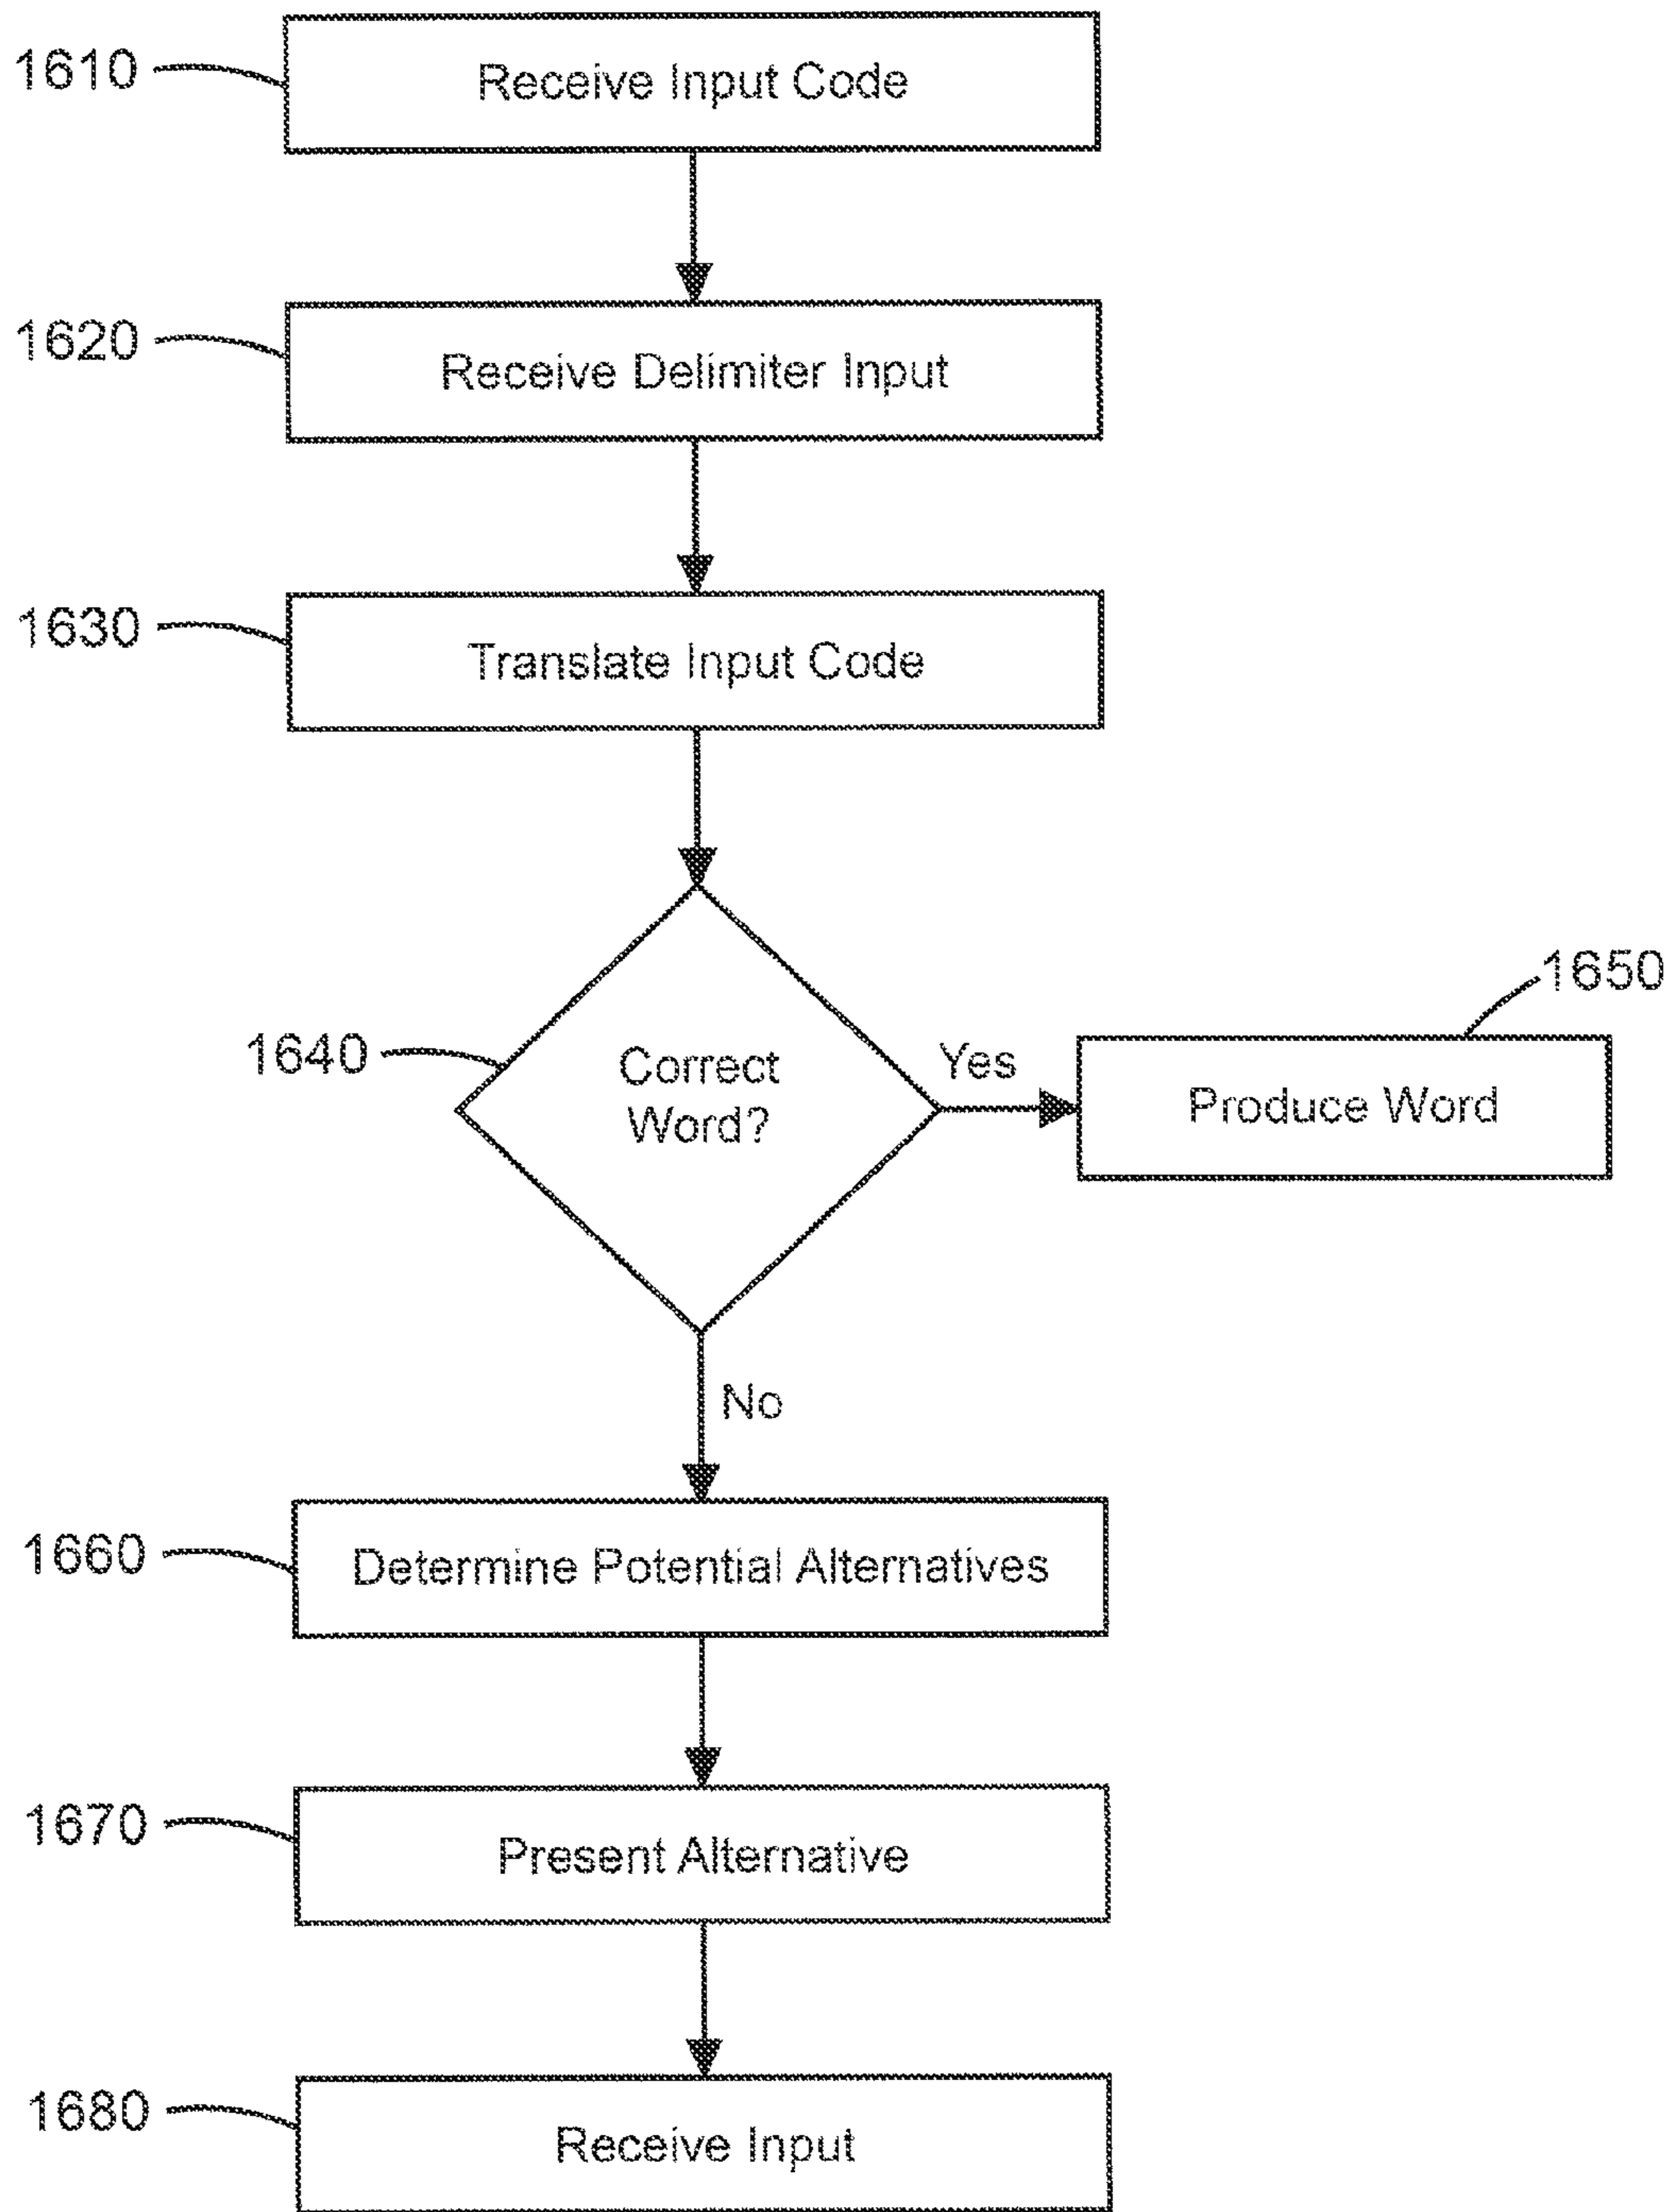 1610
Receive Input Code
1620
Receive Delimiter Input
1630
Translate Input Code
1640
Correct
Word?
Yes
1650
Produce Word
No
1660
Determine Potential Alternatives
1670
Present Alternative
1680
Receive Input